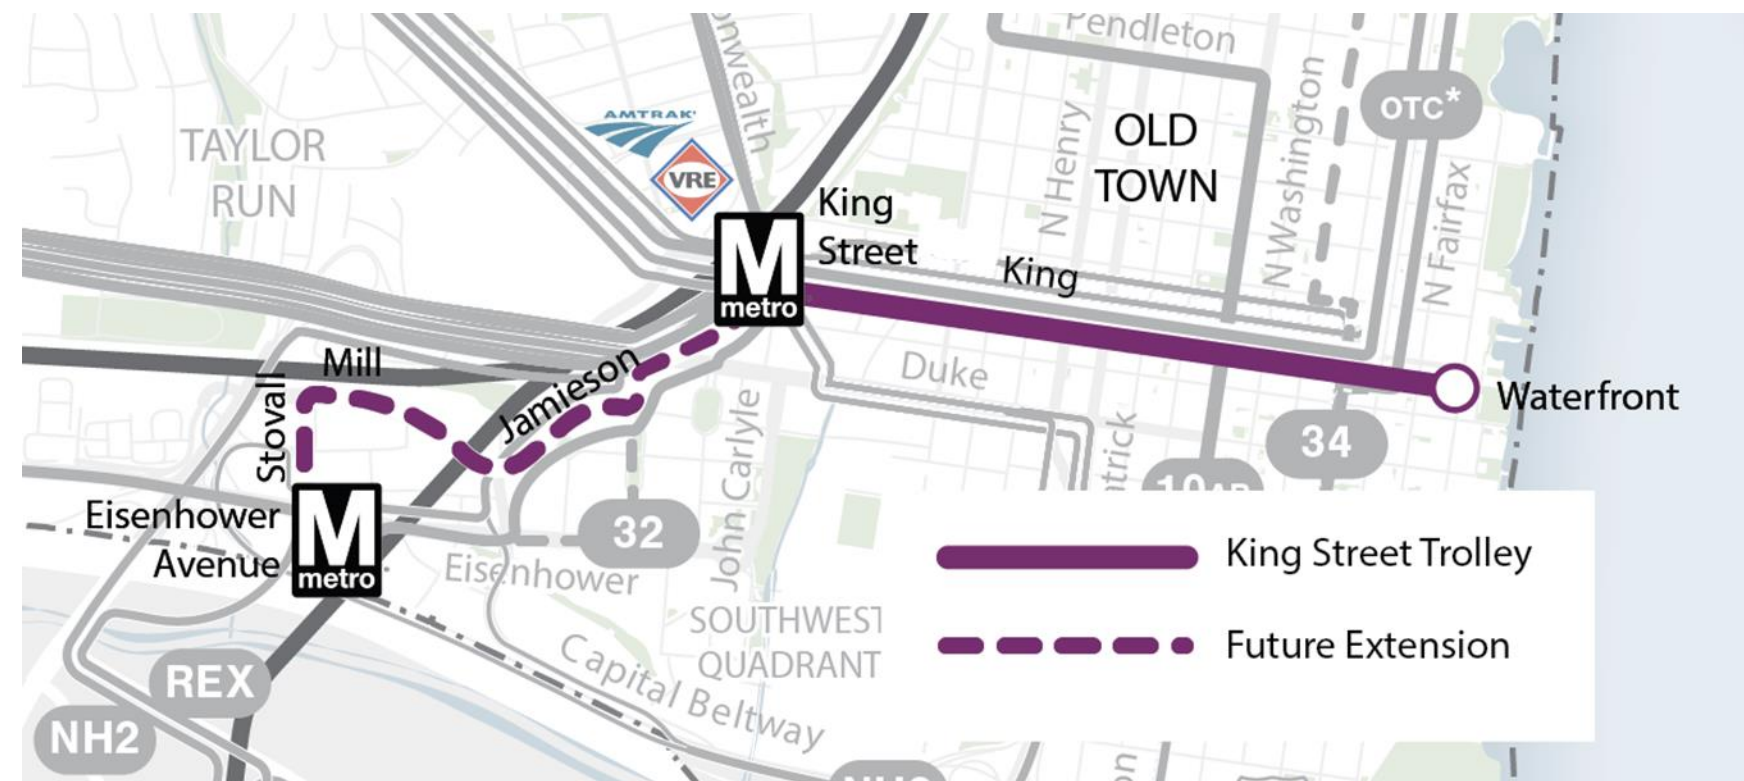 Pendleton
onwealth
AMTRAK
VRE
TAYLOR
RUN
OLD
TOWN
N Henry
N Washington
OTC*
N Fairfax
King
Street
King
M
metro
Duke
Waterfront
Mill
Stovall
Jamieson
John Carlyle
atrick
34
Eisenhower
Avenue
M
metro
32
Eisenhower
SOUTHWEST
QUADRANT
Capital Beltway
REX
NH2
King Street Trolley
Future Extension